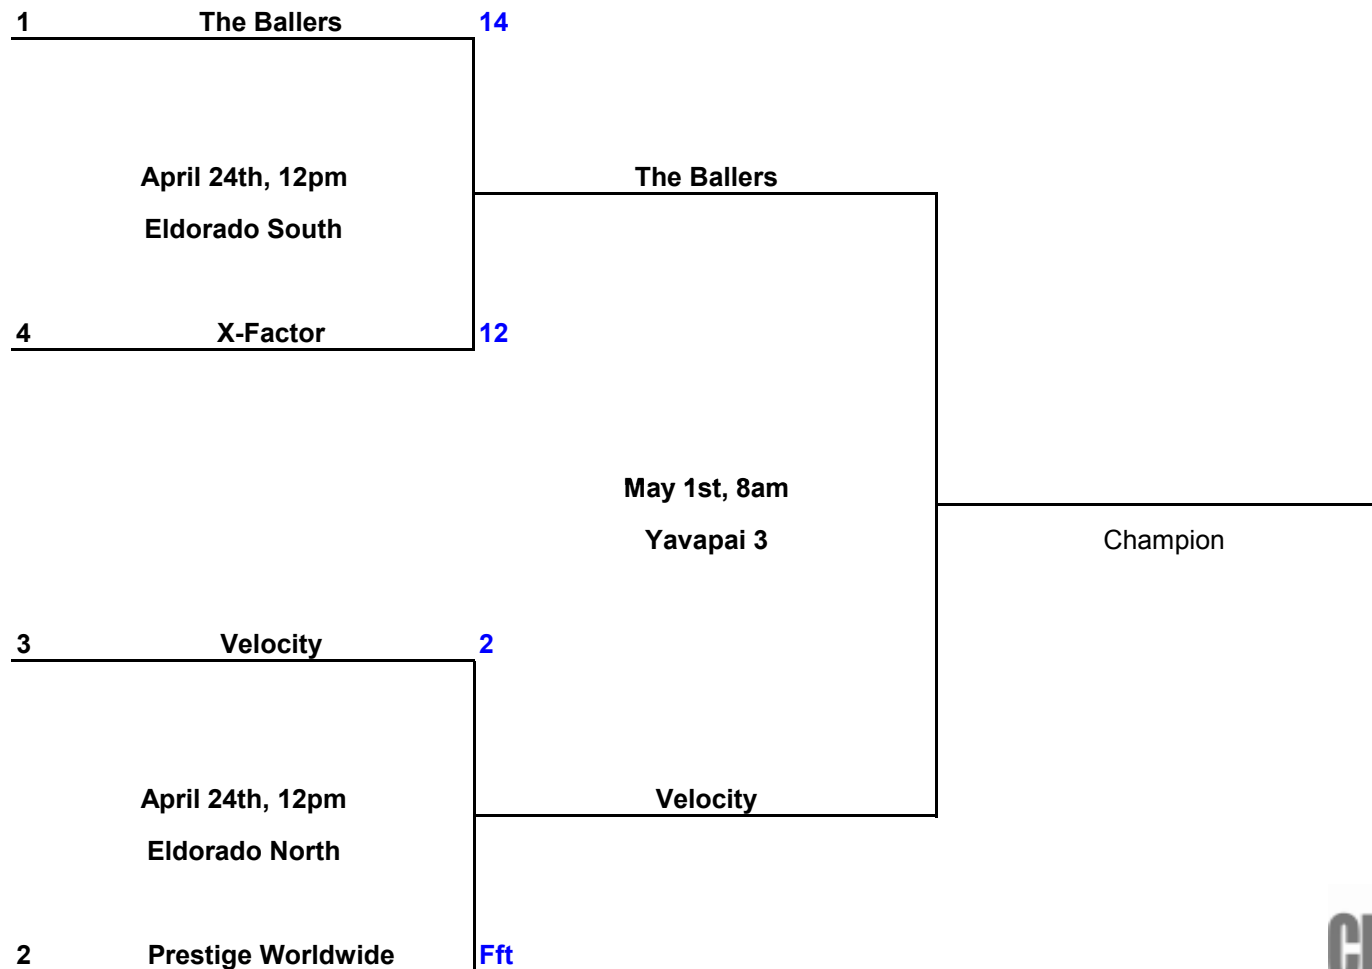 1 The Ballers 14
April 24th, 12pm
Eldorado South
The Ballers
4 X-Factor 12
May 1st, 8am
Yavapai 3
Champion
3 Velocity 2
April 24th, 12pm
Eldorado North
Velocity
2 Prestige Worldwide Fft